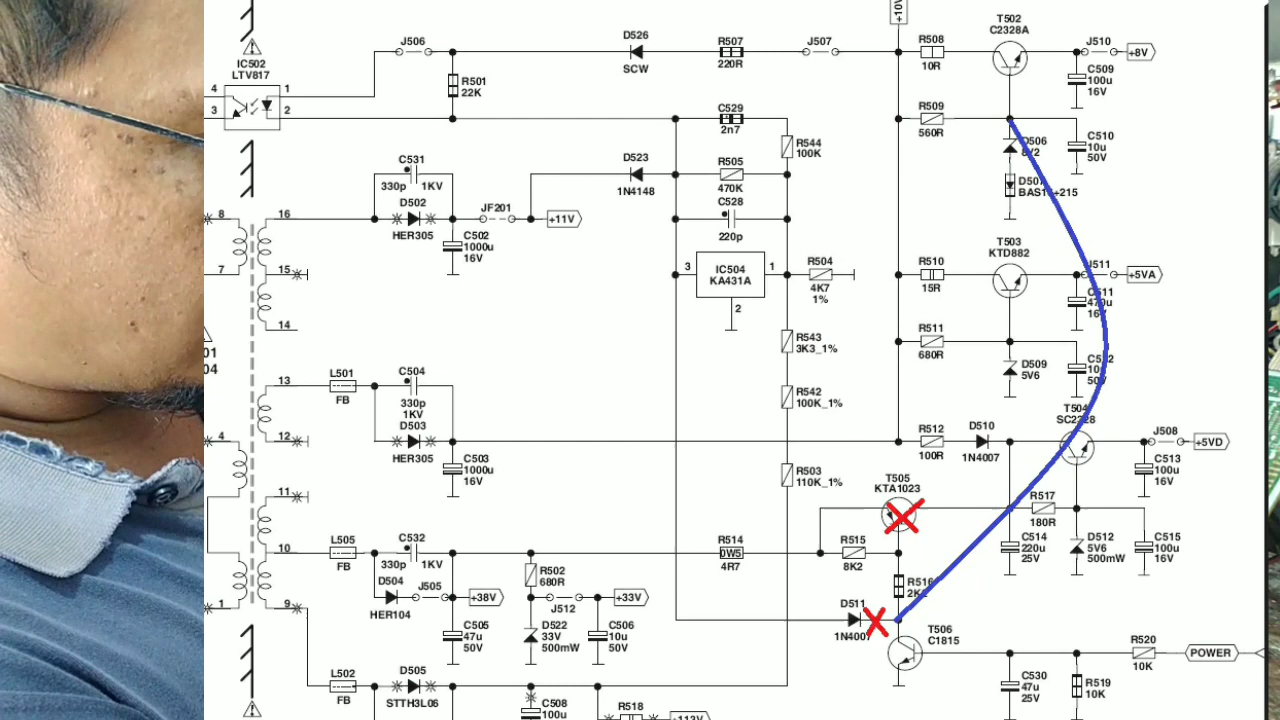 +10V
T502
C2328A
J506
D526
SCW
R507
220R
J507
R508
10R
J510
+8V
IC502
LTV817
4
1
3
2
R501
22K
C509
100u
16V
C529
2n7
R509
560R
R544
100K
C510
10u
50V
C531
330p
1KV
D523
1N4148
R505
470K
D502
HER305
JF201
+11V
C528
220p
8
16
7
15
14
C502
1000u
16V
3
IC504
KA431A
1
2
R504
4K7
1%
T503
KTD882
R510
15R
+5VA
R511
680R
D509
5V6
R543
3K3_1%
01
04
13
L501
FB
C504
330p
1KV
D503
HER305
R542
100K_1%
4
12
R512
100R
D510
1N4007
J508
+5VD
C503
1000u
16V
R503
110K_1%
C513
100u
16V
11
T505
KTA1023
R517
180R
10
L505
FB
C532
330p
1KV
R514
0W5
4R7
R515
8K2
C514
220u
25V
D512
5V6
500mW
C515
100u
16V
R502
680R
D504
HER104
J505
+38V
J512
+33V
1
9
C505
47u
50V
D522
33V
500mW
C506
10u
50V
D511
T506
C1815
R520
10K
POWER
L502
FB
D505
STTH3L06
C508
100u
R518
C530
47u
25V
R519
10K